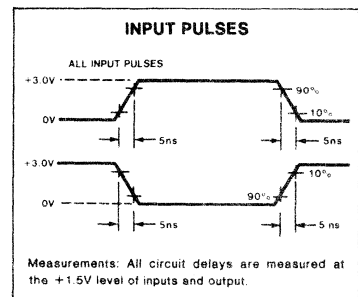 INPUT PULSES
ALL INPUT PULSES
+3.0V
90%
0V
10%
5ns
5ns
+3.0V
10%
0V
90%
5ns
5 ns
Measurements: All circuit delays are measured at
the +1.5V level of inputs and output.